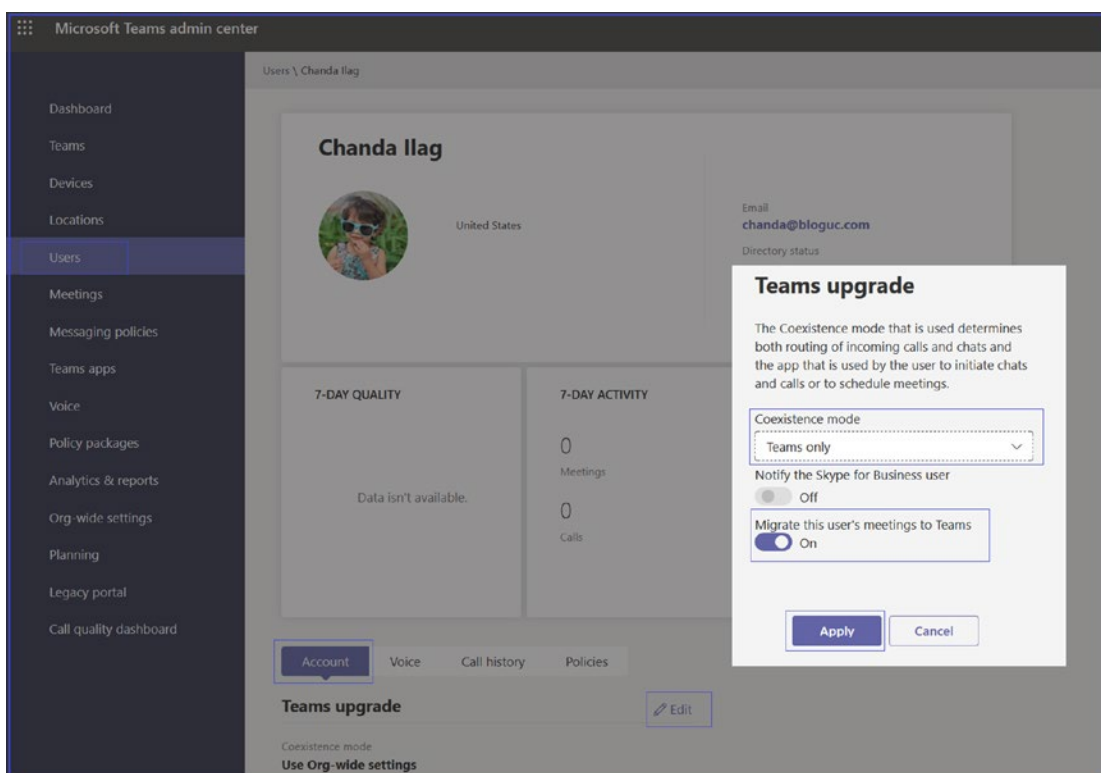 Microsoft Teams admin center
Users \ Chanda Ilag
Dashboard
Teams
Devices
Locations
Users
Meetings
Messaging policies
Teams apps
Voice
Policy packages
Analytics & reports
Org-wide settings
Planning
Legacy portal
Call quality dashboard
Chanda Ilag
United States
Email
chanda@bloguc.com
Directory status
7-DAY QUALITY
Data isn't available.
7-DAY ACTIVITY
0
Meetings
0
Calls
Teams upgrade
The Coexistence mode that is used determines
both routing of incoming calls and chats and
the app that is used by the user to initiate chats
and calls or to schedule meetings.
Coexistence mode
Teams only
Notify the Skype for Business user
Off
Migrate this user's meetings to Teams
On
Apply Cancel
Account Voice Call history Policies
Teams upgrade Edit
Coexistence mode
Use Org-wide settings